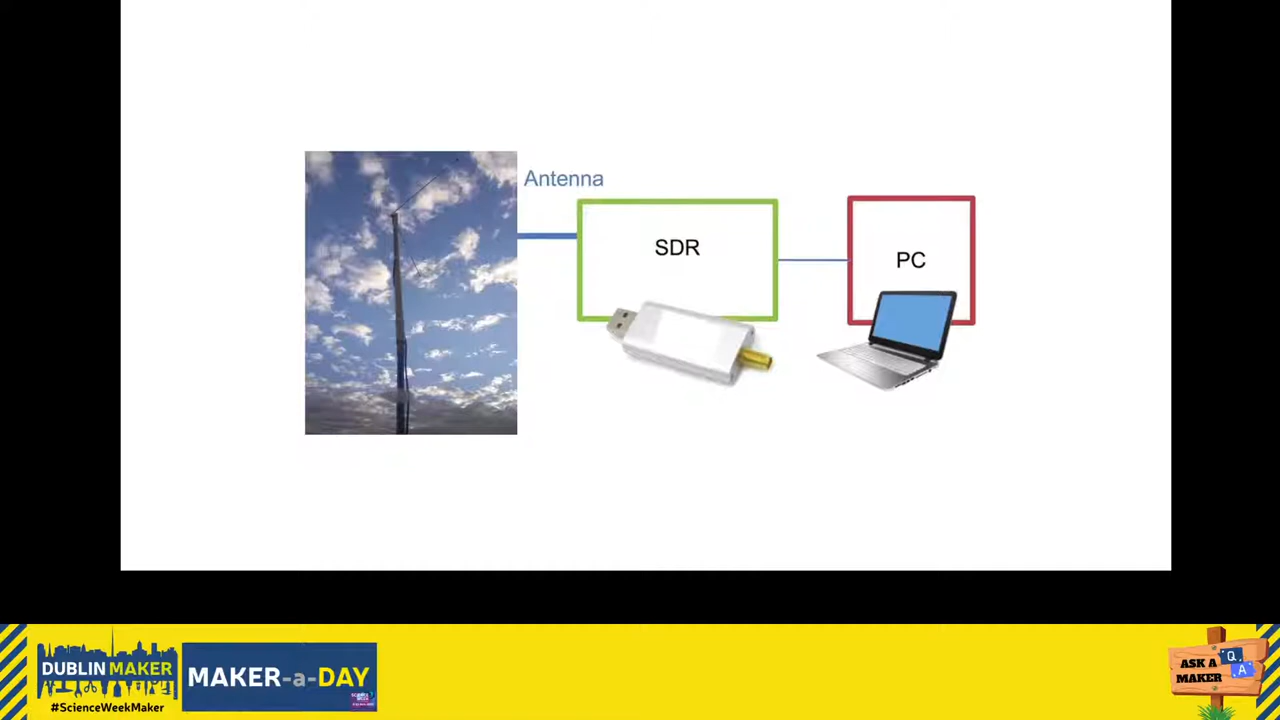 Antenna
SDR
PC
DUBLIN MAKER
#ScienceWeekMaker
MAKER-a-DAY
ASK A
MAKER
Q
A